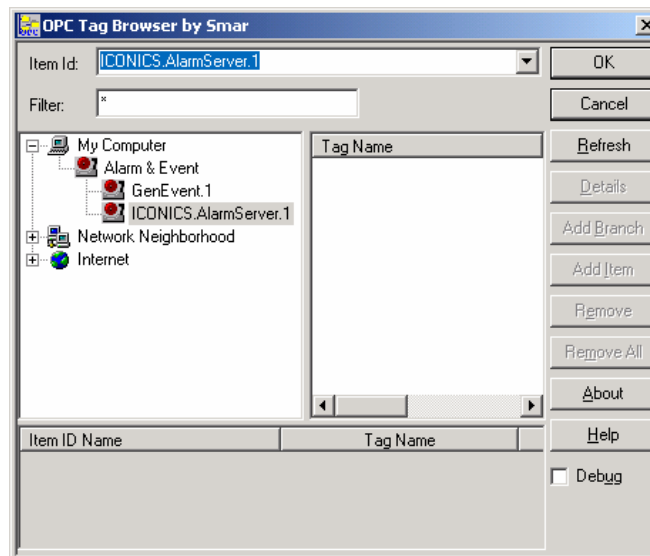 OPC Tag Browser by Smar
Item Id: ICONICS.AlarmServer.1
OK
Filter: *
Cancel
My Computer
Alarm & Event
GenEvent.1
ICONICS.AlarmServer.1
Network Neighborhood
Internet
Tag Name
Refresh
Details
Add Branch
Add Item
Remove
Remove All
About
Help
Debug
Item ID Name Tag Name